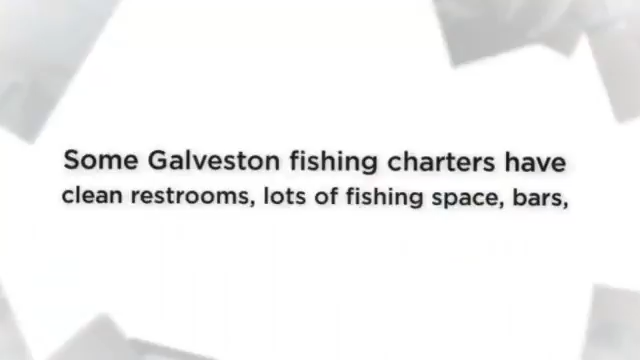 Some Galveston fishing charters have
clean restrooms, lots of fishing space, bars,